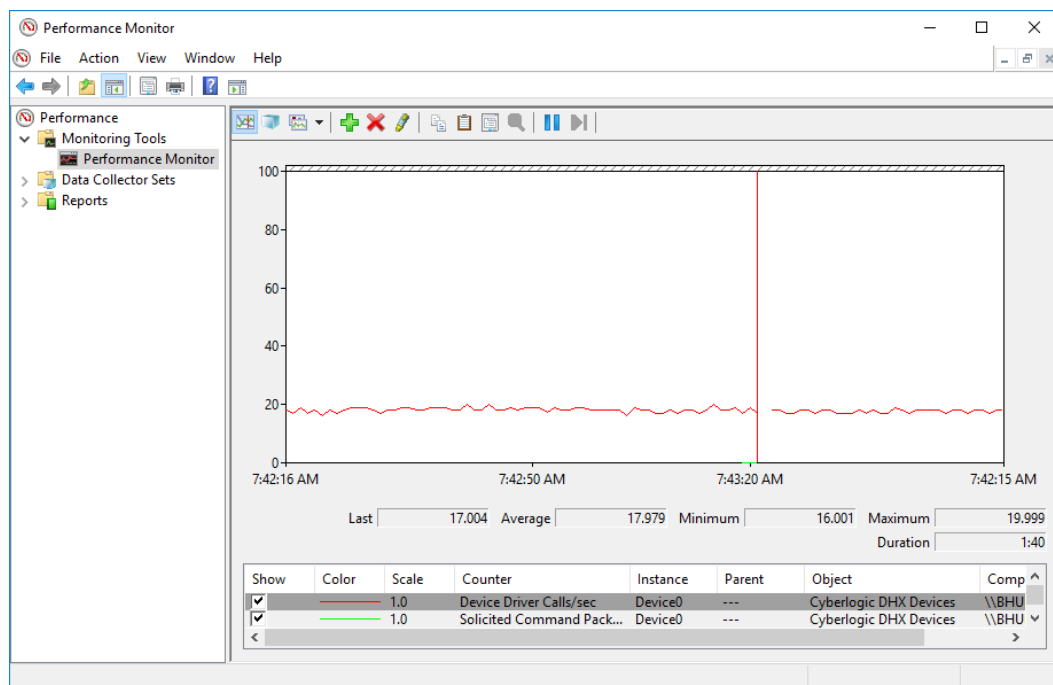 Performance Monitor
File Action View Window Help
Performance
Monitoring Tools
Performance Monitor
Data Collector Sets
Reports
100
80
60
40
20
0
7:42:16 AM 7:42:50 AM 7:43:20 AM 7:42:15 AM
Last 17.004 Average 17.979 Minimum 16.001 Maximum 19.999
Duration 1:40
Show Color Scale Counter Instance Parent Object Comp
1.0 Device Driver Calls/sec Device0 --- Cyberlogic DHX Devices \\BHU
1.0 Solicited Command Pack... Device0 --- Cyberlogic DHX Devices \\BHU